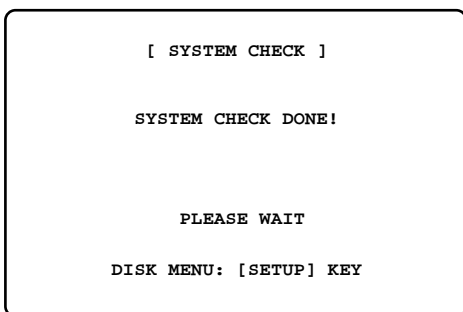 [ SYSTEM CHECK ]
SYSTEM CHECK DONE!
PLEASE WAIT
DISK MENU: [SETUP] KEY